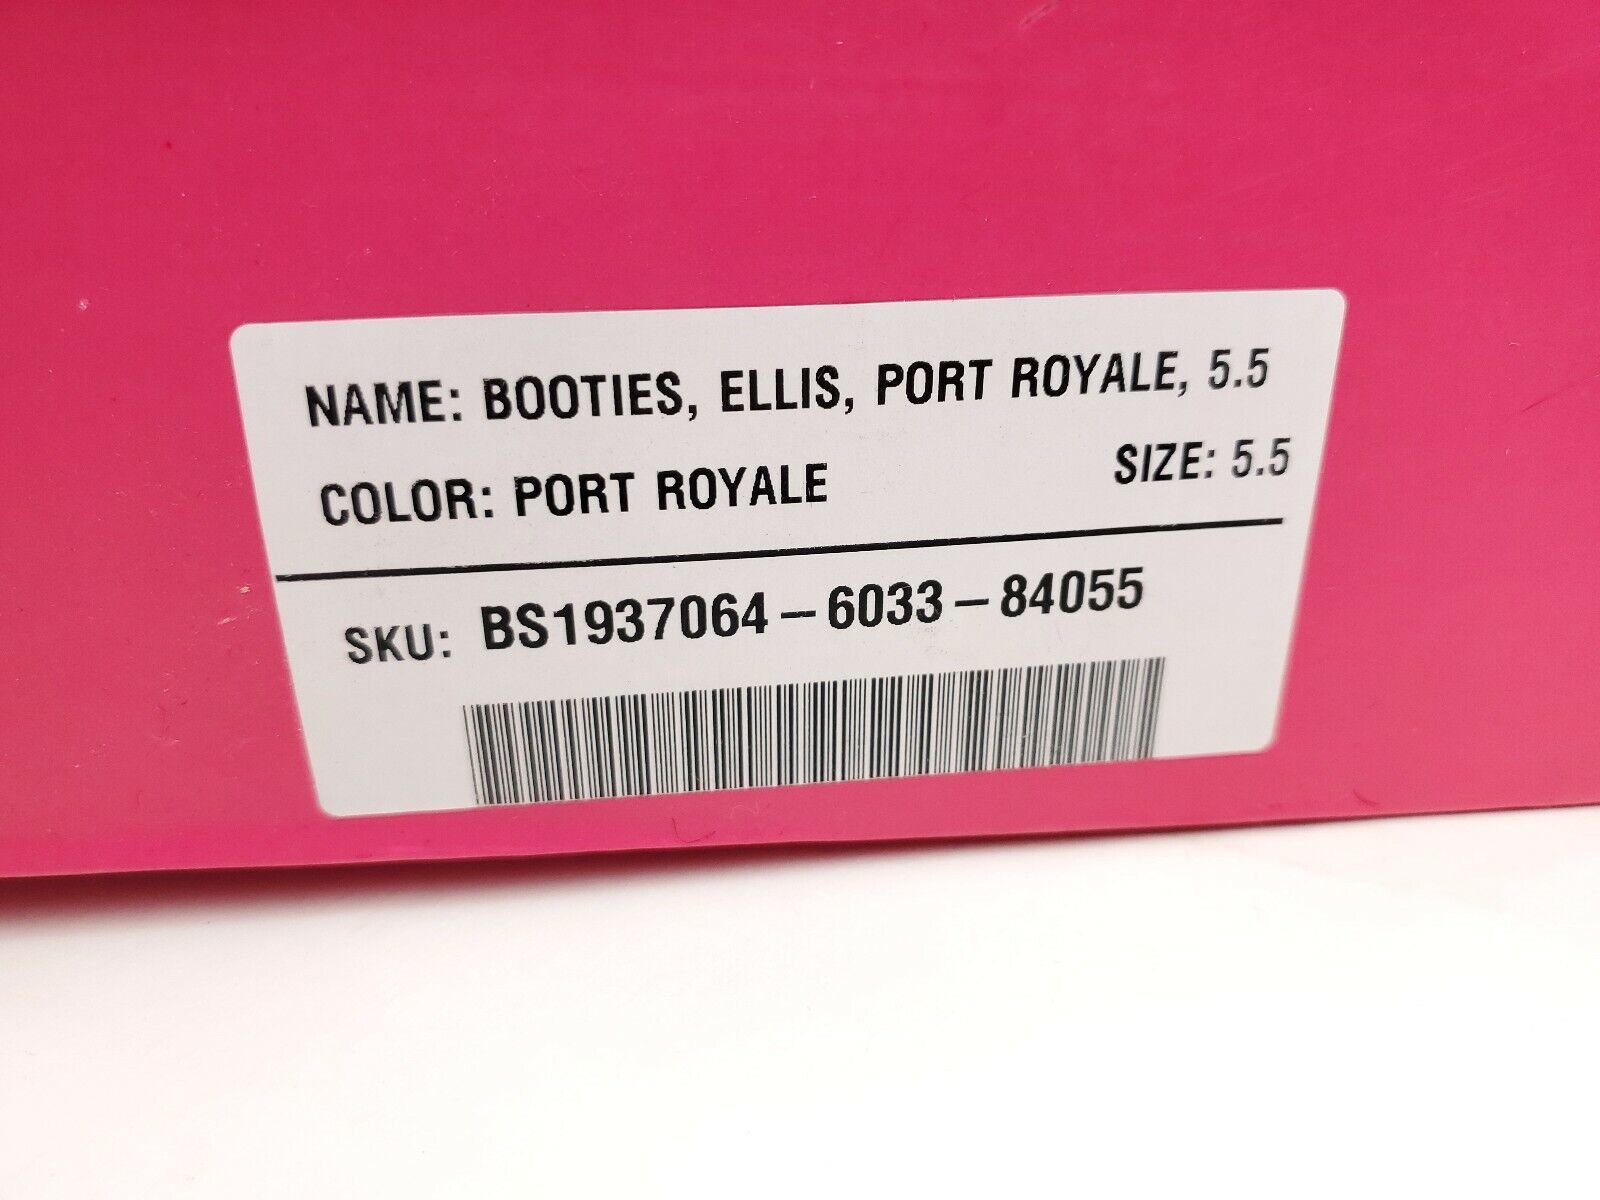 NAME: BOOTIES, ELLIS, PORT ROYALE, 5.5
COLOR: PORT ROYALE SIZE: 5.5
SKU: BS1937064-6033-84055